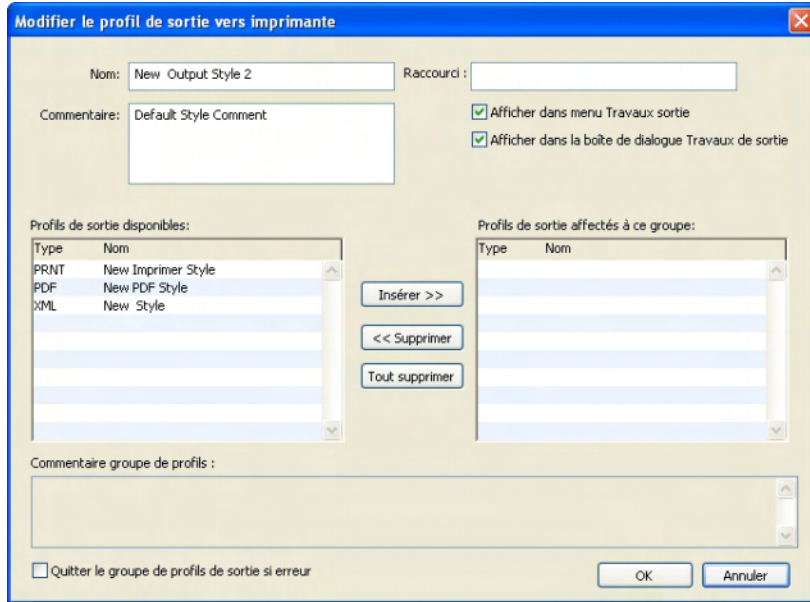 Modifier le profil de sortie vers imprimante
Nom: New Output Style 2 Raccourci :
Commentaire: Default Style Comment
Afficher dans menu Travaux sortie
Afficher dans la boîte de dialogue Travaux de sortie
Profils de sortie disponibles:
Type Nom
PRNT New Imprimer Style
PDF New PDF Style
XML New Style
Insérer >>
<< Supprimer
Tout supprimer
Profils de sortie affectés à ce groupe:
Type Nom
Commentaire groupe de profils :
Quitter le groupe de profils de sortie si erreur
OK Annuler